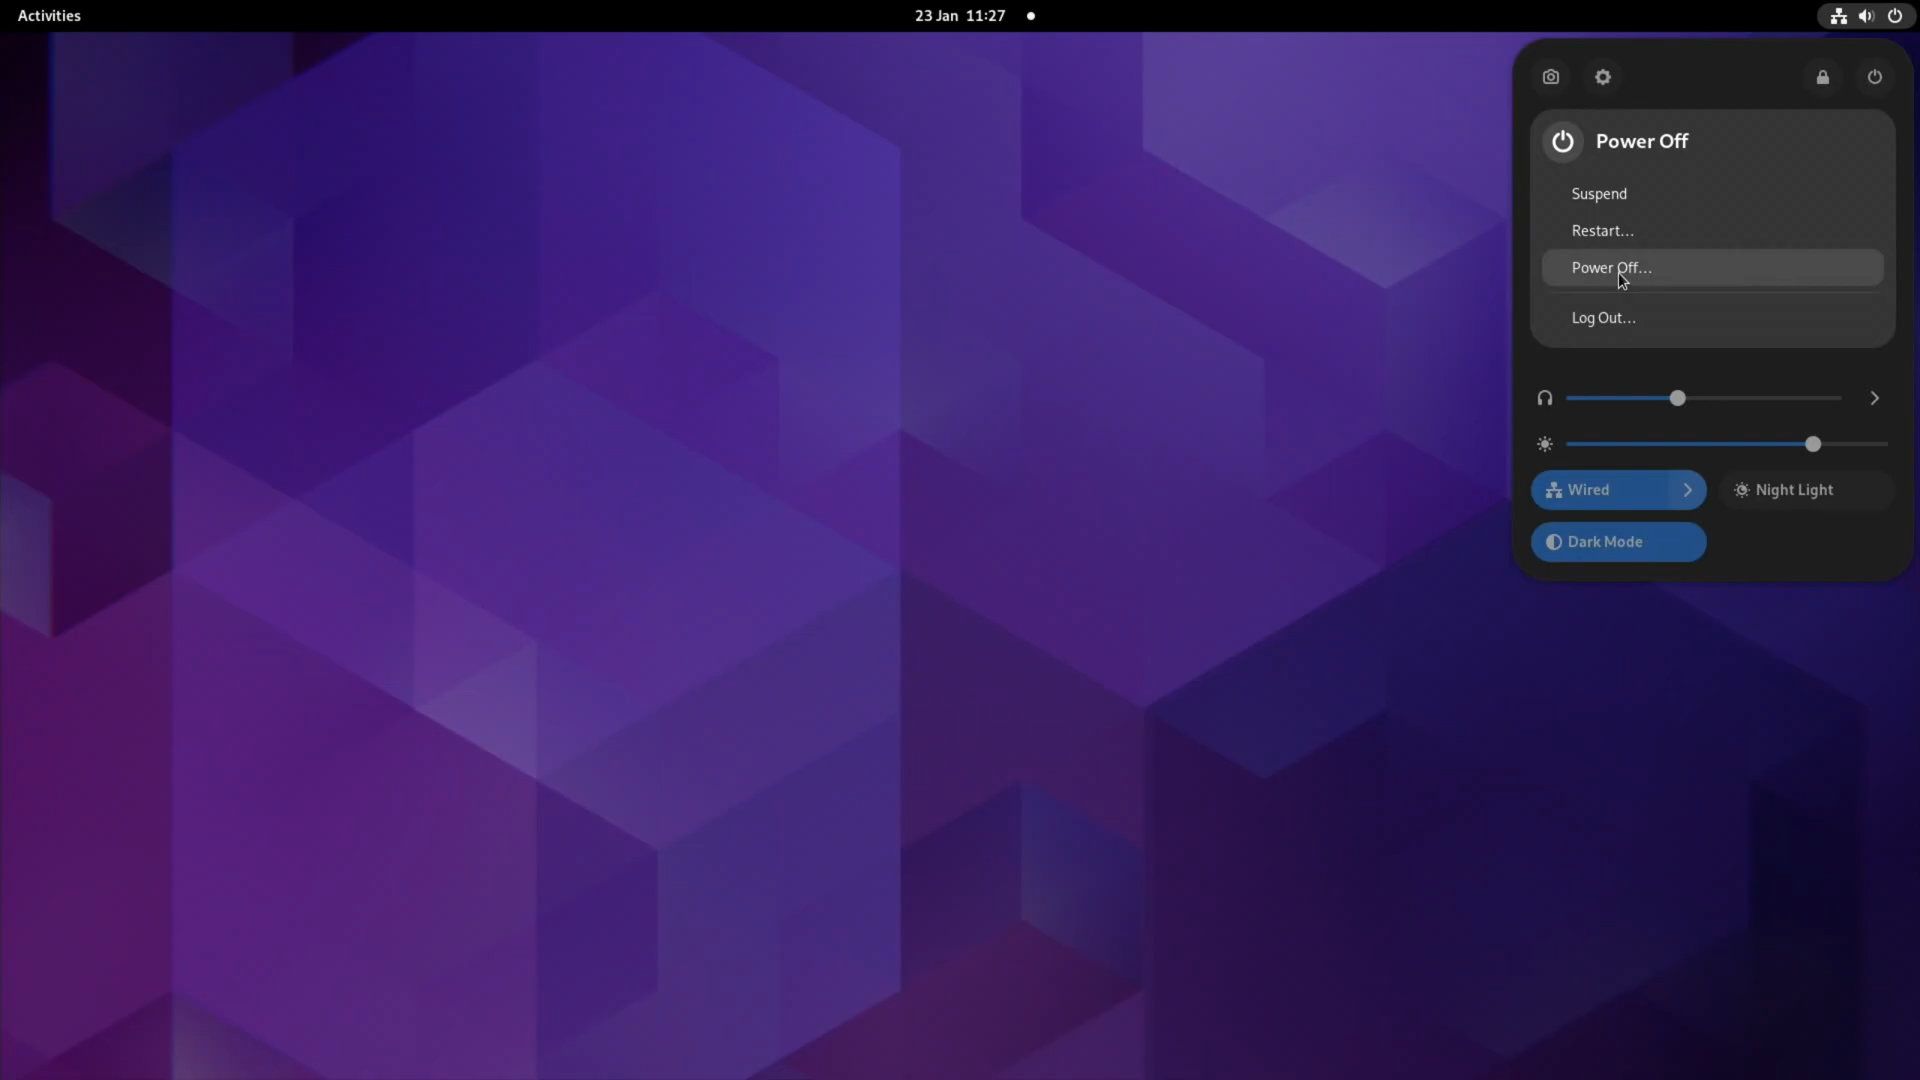 Activities
23 Jan 11:27
Power Off
Suspend
Restart...
Power Off...
Log Out...
Wired
Night Light
Dark Mode